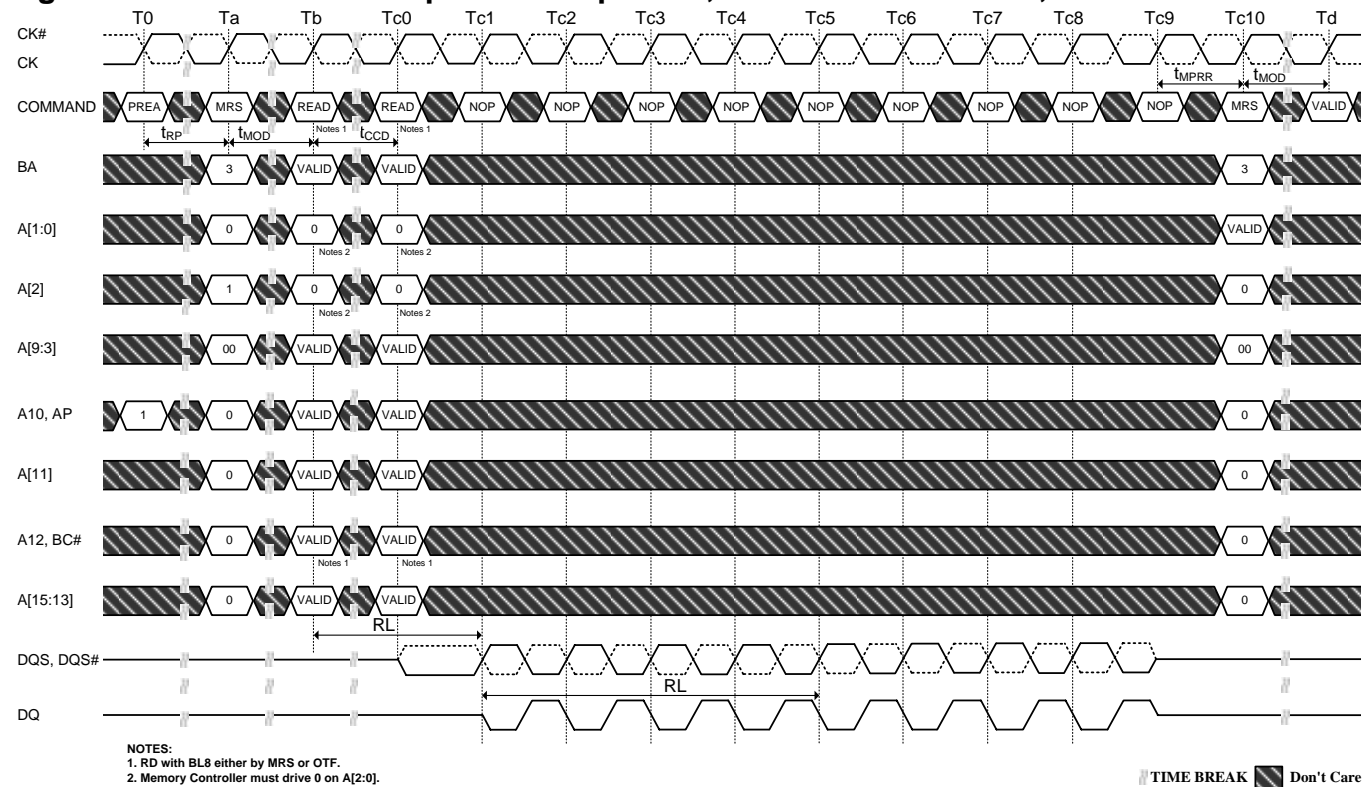 T0 Ta Tb Tc0 Tc1 Tc2 Tc3 Tc4 Tc5 Tc6 Tc7 Tc8 Tc9 Tc10 Td
CK#
CK
tMPRR tMOD
COMMAND PREA MRS READ READ NOP NOP NOP NOP NOP NOP NOP NOP NOP MRS VALID
Notes 1 Notes 1
tRP tMOD tCCD
BA 3 VALID VALID 3
A[1:0] 0 0 0 VALID
Notes 2 Notes 2
A[2] 1 0 0 0
Notes 2 Notes 2
A[9:3] 00 VALID VALID 00
A10, AP 1 0 VALID VALID 0
A[11] 0 VALID VALID 0
A12, BC# 0 VALID VALID 0
Notes 1 Notes 1
A[15:13] 0 VALID VALID 0
RL
DQS, DQS#
RL
DQ
NOTES:
1. RD with BL8 either by MRS or OTF.
2. Memory Controller must drive 0 on A[2:0].
TIME BREAK Don't Care